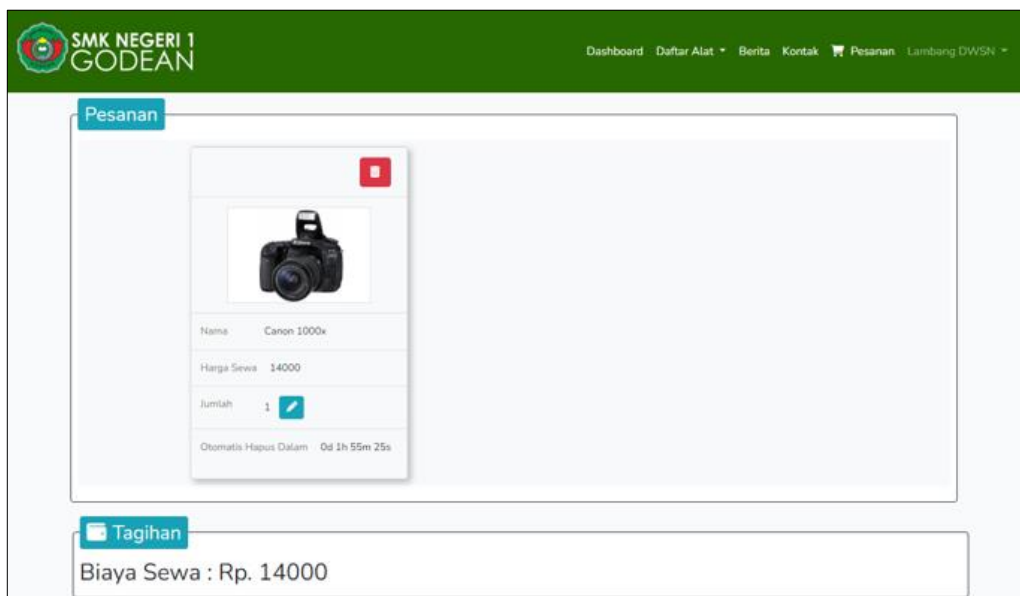 SMK NEGERI 1
GODEAN
Dashboard Daftar Alat Berita Kontak Pesanan Lambang DWSN
Pesanan
Nama Canon 1000x
Harga Sewa 14000
Jumlah 1
Otomatis Hapus Dalam 0d 1h 55m 25s
Tagihan
Biaya Sewa : Rp. 14000